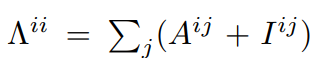 Λ^{ii} = ∑_j (A^{ij} + I^{ij})